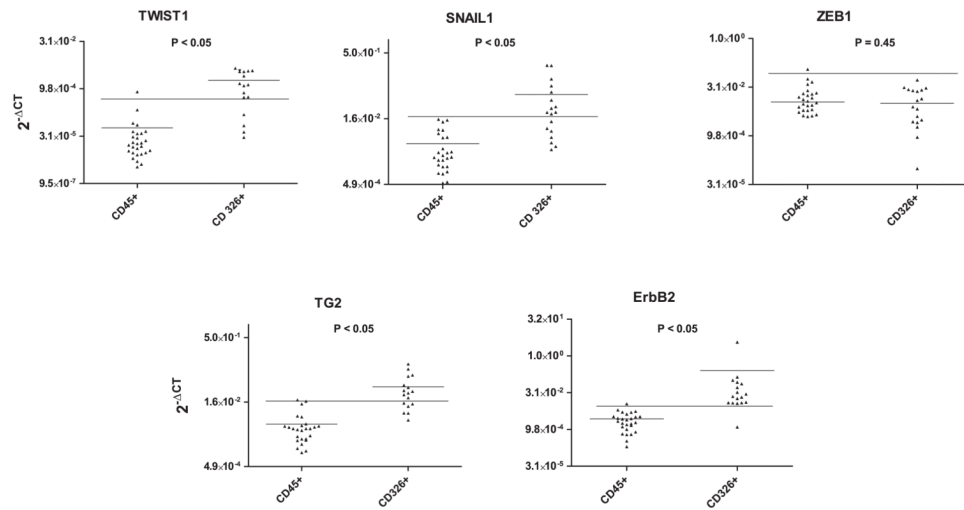 TWIST1
3.1×10⁻²
P < 0.05
9.8×10⁻⁴
2⁻ΔCT
3.1×10⁻⁵
9.5×10⁻⁷
CD45+
CD 326+
SNAIL1
5.0×10⁻¹
P < 0.05
1.6×10⁻²
4.9×10⁻⁴
CD45+
CD 326+
ZEB1
1.0×10⁰
P = 0.45
3.1×10⁻²
9.8×10⁻⁴
3.1×10⁻⁵
CD45+
CD326+
TG2
5.0×10⁻¹
P < 0.05
2⁻ΔCT
1.6×10⁻²
4.9×10⁻⁴
CD45+
CD326+
ErbB2
3.2×10¹
P < 0.05
1.0×10⁰
3.1×10⁻²
9.8×10⁻⁴
3.1×10⁻⁵
CD45+
CD326+